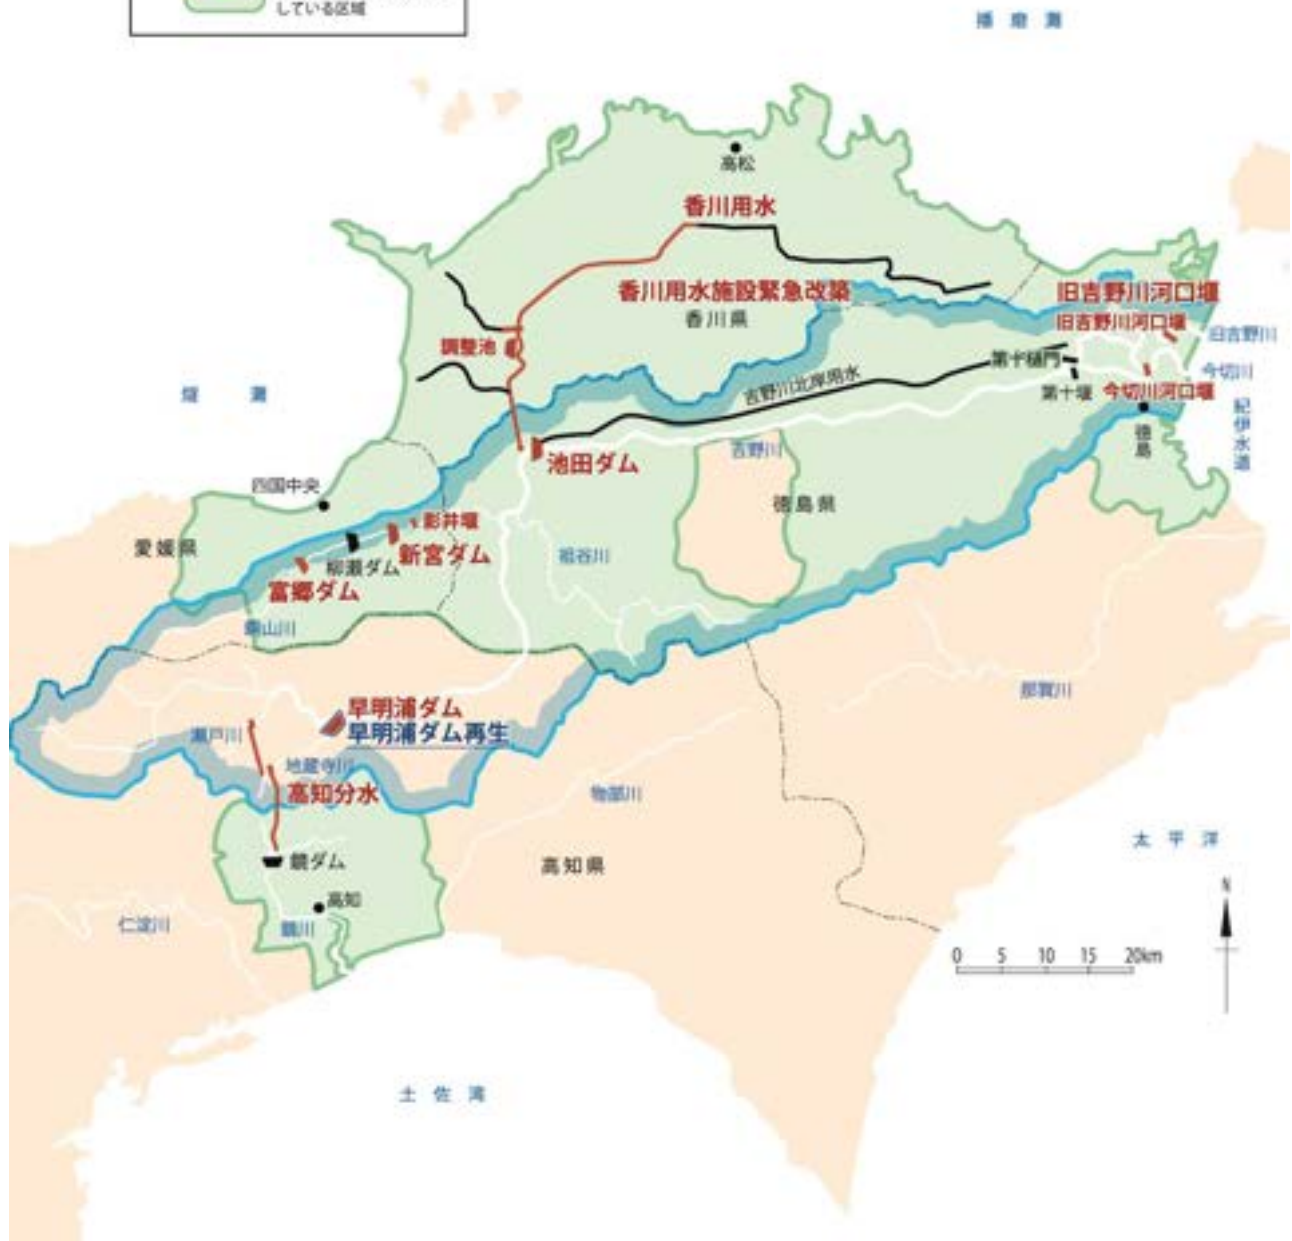 している区域
播磨灘
高松
香川用水
香川用水施設緊急改築
香川県
旧吉野川河口堰
旧吉野川河口堰
旧吉野川
調整池
第十樋門
今切川
吉野川北岸用水
第十堰
今切川河口堰
燧灘
紀伊水道
徳島
吉野川
池田ダム
四国中央
徳島県
影井堰
愛媛県
新宮ダム
柳瀬ダム
祖谷川
富郷ダム
銅山川
那賀川
早明浦ダム
早明浦ダム再生
瀬戸川
地蔵寺川
高知分水
物部川
太平洋
鏡ダム
高知県
N
高知
仁淀川
鏡川
0 5 10 15 20km
土佐湾